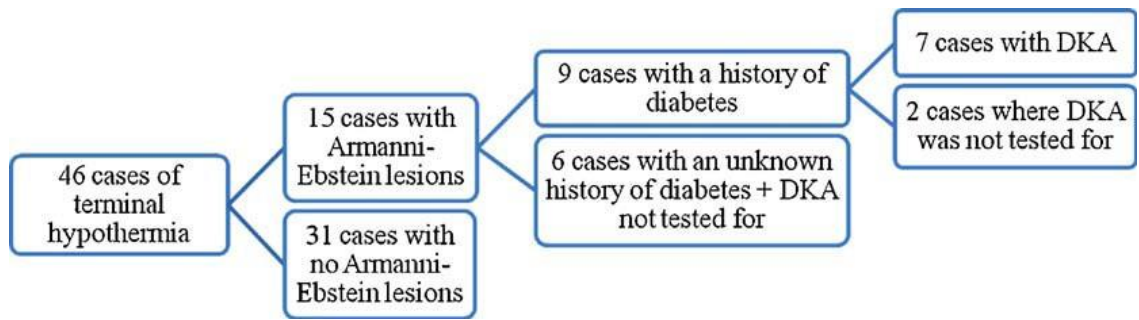 46 cases of
terminal
hypothermia
15 cases with
Armanni-
Ebstein lesions
31 cases with
no Armanni-
Ebstein lesions
9 cases with a history of
diabetes
6 cases with an unknown
history of diabetes + DKA
not tested for
7 cases with DKA
2 cases where DKA
was not tested for